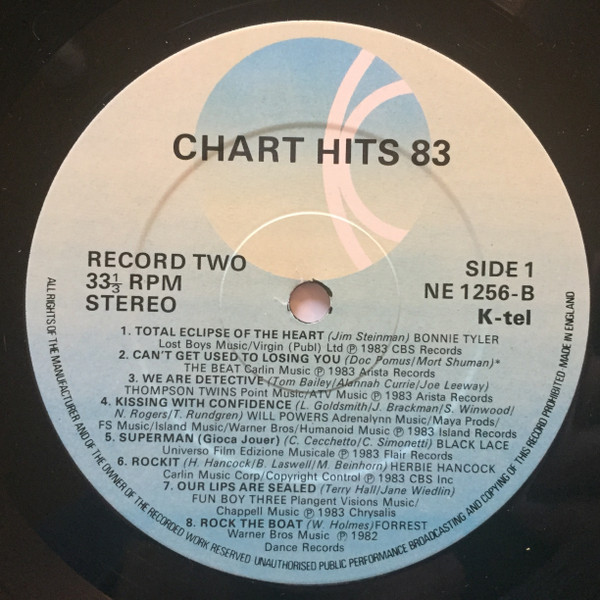 CHART HITS 83
RECORD TWO
33⅓ RPM
STEREO
SIDE 1
NE 1256-B
K-tel
1. TOTAL ECLIPSE OF THE HEART (Jim Steinman) BONNIE TYLER
Lost Boys Music/Virgin (Publ) Ltd ℗ 1983 CBS Records
2. CAN'T GET USED TO LOSING YOU (Doc Pomus/Mort Shuman)*
THE BEAT Carlin Music ℗ 1983 Arista Records
3. WE ARE DETECTIVE (Tom Bailey/Alannah Currie/Joe Leeway)
THOMPSON TWINS Point Music/ATV Music ℗ 1983 Arista Records
4. KISSING WITH CONFIDENCE (L. Goldsmith/J. Brackman/S. Winwood/
N. Rogers/T. Rundgren) WILL POWERS Adrenalynn Music/Maya Prods/
FS Music/Island Music/Warner Bros/Humanoid Music ℗ 1983 Island Records
5. SUPERMAN (Gioca Jouer) (C. Cecchetto/C. Simonetti) BLACK LACE
Universo Film Edizione Musicale ℗ 1983 Flair Records
6. ROCKIT (H. Hancock/B. Laswell/M. Beinhorn) HERBIE HANCOCK
Carlin Music Corp/Copyright Control ℗ 1983 CBS Inc
7. OUR LIPS ARE SEALED (Terry Hall/Jane Wiedlin)
FUN BOY THREE Plangent Visions Music/
Chappell Music ℗ 1983 Chrysalis
8. ROCK THE BOAT (W. Holmes) FORREST
Warner Bros Music ℗ 1982
Dance Records
ALL RIGHTS OF THE MANUFACTURER AND OF THE OWNER OF THE RECORDED WORK RESERVED UNAUTHORISED PUBLIC PERFORMANCE BROADCASTING AND COPYING OF THIS RECORD PROHIBITED MADE IN ENGLAND